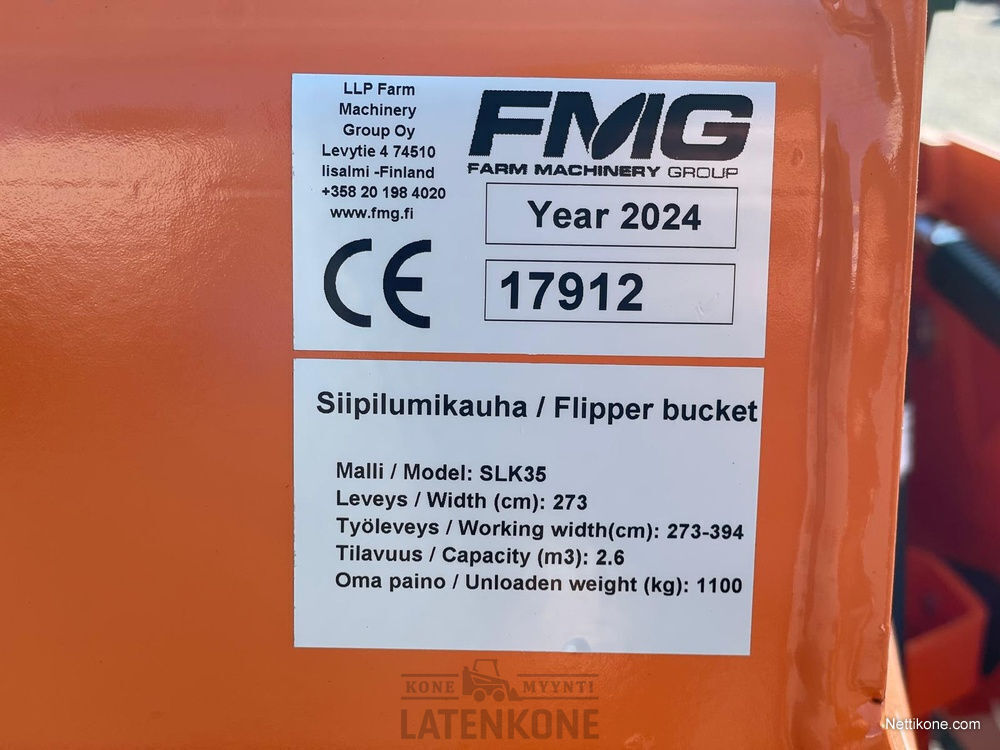 LLP Farm
Machinery
Group Oy
Levytie 4 74510
Iisalmi -Finland
+358 20 198 4020
www.fmg.fi
CE
FMG
FARM MACHINERY GROUP
Year 2024
17912
Siipilumikauha / Flipper bucket
Malli / Model: SLK35
Leveys / Width (cm): 273
Työleveys / Working width(cm): 273-394
Tilavuus / Capacity (m3): 2.6
Oma paino / Unloaden weight (kg): 1100
KONE MYYNTI
LATENKONE
Nettikone.com